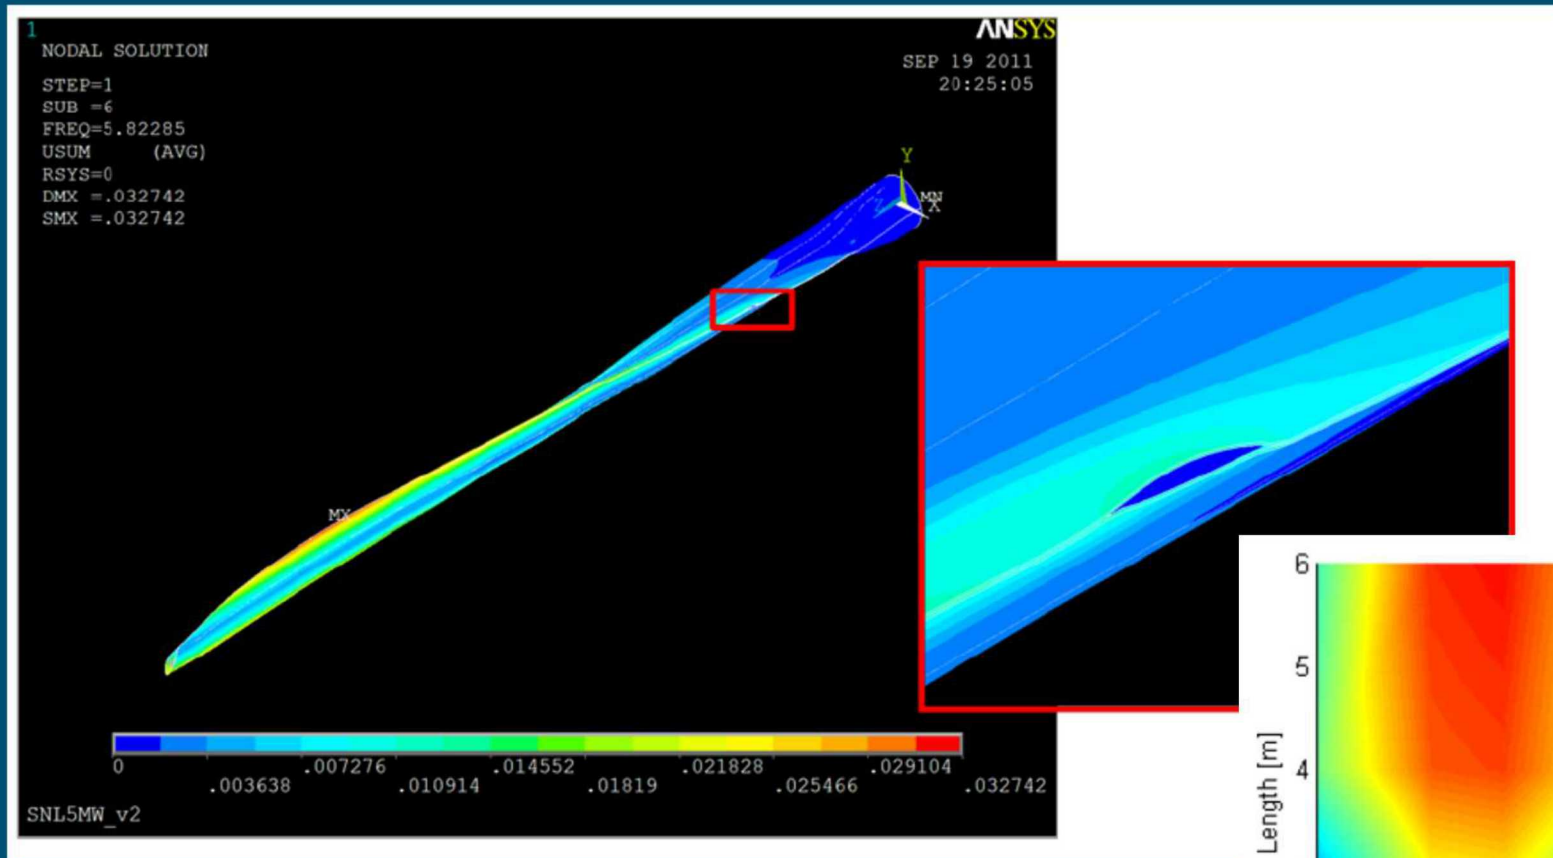 1
NODAL SOLUTION
STEP=1
SUB =6
FREQ=5.82285
USUM (AVG)
RSYS=0
DMX =.032742
SMX =.032742
ANSYS
SEP 19 2011
20:25:05
Y
MN
X
Z
MX
0
.003638
.007276
.010914
.014552
.01819
.021828
.025466
.029104
.032742
SNL5MW_v2
6
5
4
Length [m]